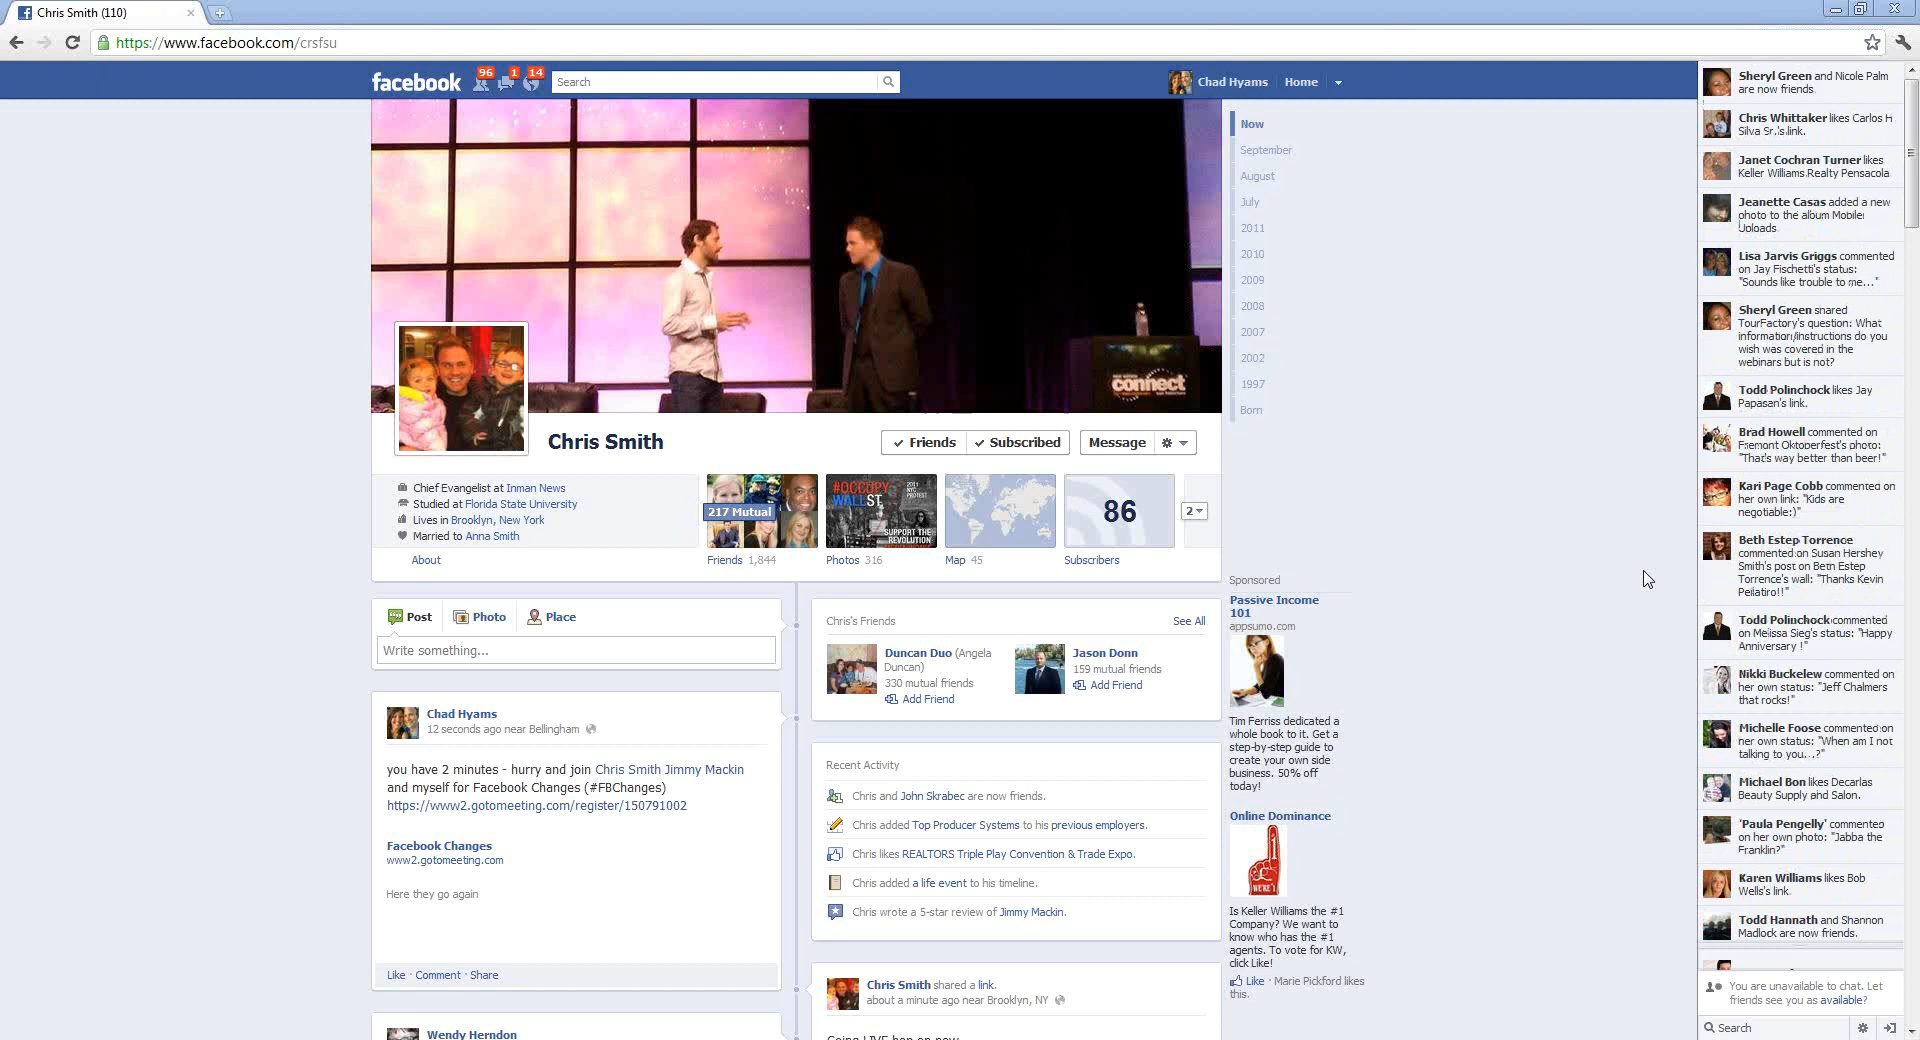 Chris Smith (110)
https://www.facebook.com/crsfsu
facebook
96
1
14
Search
Chad Hyams
Home
connect
Chris Smith
Friends
Subscribed
Message
Chief Evangelist at Inman News
Studied at Florida State University
Lives in Brooklyn, New York
Married to Anna Smith
About
217 Mutual
Friends 1,844
#OCCUPY
WALLST.
2011
NYC
PROTEST
SUPPORT THE
REVOLUTION
Photos 316
Map 45
86
Subscribers
2
Post
Photo
Place
Write something...
Chad Hyams
12 seconds ago near Bellingham
you have 2 minutes - hurry and join Chris Smith Jimmy Mackin
and myself for Facebook Changes (#FBChanges)
https://www2.gotomeeting.com/register/150791002
Facebook Changes
www2.gotomeeting.com
Here they go again
Like · Comment · Share
Wendy Herndon
Chris's Friends
See All
Duncan Duo (Angela
Duncan)
330 mutual friends
Add Friend
Jason Donn
159 mutual friends
Add Friend
Recent Activity
Chris and John Skrabec are now friends.
Chris added Top Producer Systems to his previous employers.
Chris likes REALTORS Triple Play Convention & Trade Expo.
Chris added a life event to his timeline.
Chris wrote a 5-star review of Jimmy Mackin.
Chris Smith shared a link.
about a minute ago near Brooklyn, NY
Going LIVE hop on now
Now
September
August
July
2011
2010
2009
2008
2007
2002
1997
Born
Sponsored
Passive Income
101
appsumo.com
Tim Ferriss dedicated a
whole book to it. Get a
step-by-step guide to
create your own side
business. 50% off
today!
Online Dominance
WE'RE
Is Keller Williams the #1
Company? We want to
know who has the #1
agents. To vote for KW,
click Like!
Like · Marie Pickford likes
this.
Sheryl Green and Nicole Palm
are now friends.
Chris Whittaker likes Carlos H
Silva Sr.'s link.
Janet Cochran Turner likes
Keller Williams Realty Pensacola
Jeanette Casas added a new
photo to the album Mobile
Uploads.
Lisa Jarvis Griggs commented
on Jay Fischetti's status:
"Sounds like trouble to me..."
Sheryl Green shared
TourFactory's question: What
information/instructions do you
wish was covered in the
webinars but is not?
Todd Polinchock likes Jay
Papasan's link.
Brad Howell commented on
Fremont Oktoberfest's photo:
"That's way better than beer!"
Kari Page Cobb commented on
her own link: "Kids are
negotiable:)"
Beth Estep Torrence
commented on Susan Hershey
Smith's post on Beth Estep
Torrence's wall: "Thanks Kevin
Peilatiro!!"
Todd Polinchock commented
on Melissa Sieg's status: "Happy
Anniversary !"
Nikki Buckelew commented on
her own status: "Jeff Chalmers
that rocks!"
Michelle Foose commented on
her own status: "When am I not
talking to you...?"
Michael Bon likes Decarlas
Beauty Supply and Salon.
'Paula Pengelly' commented
on her own photo: "Jabba the
Franklin?"
Karen Williams likes Bob
Wells's link.
Todd Hannath and Shannon
Madlock are now friends.
You are unavailable to chat. Let
friends see you as available?
Search